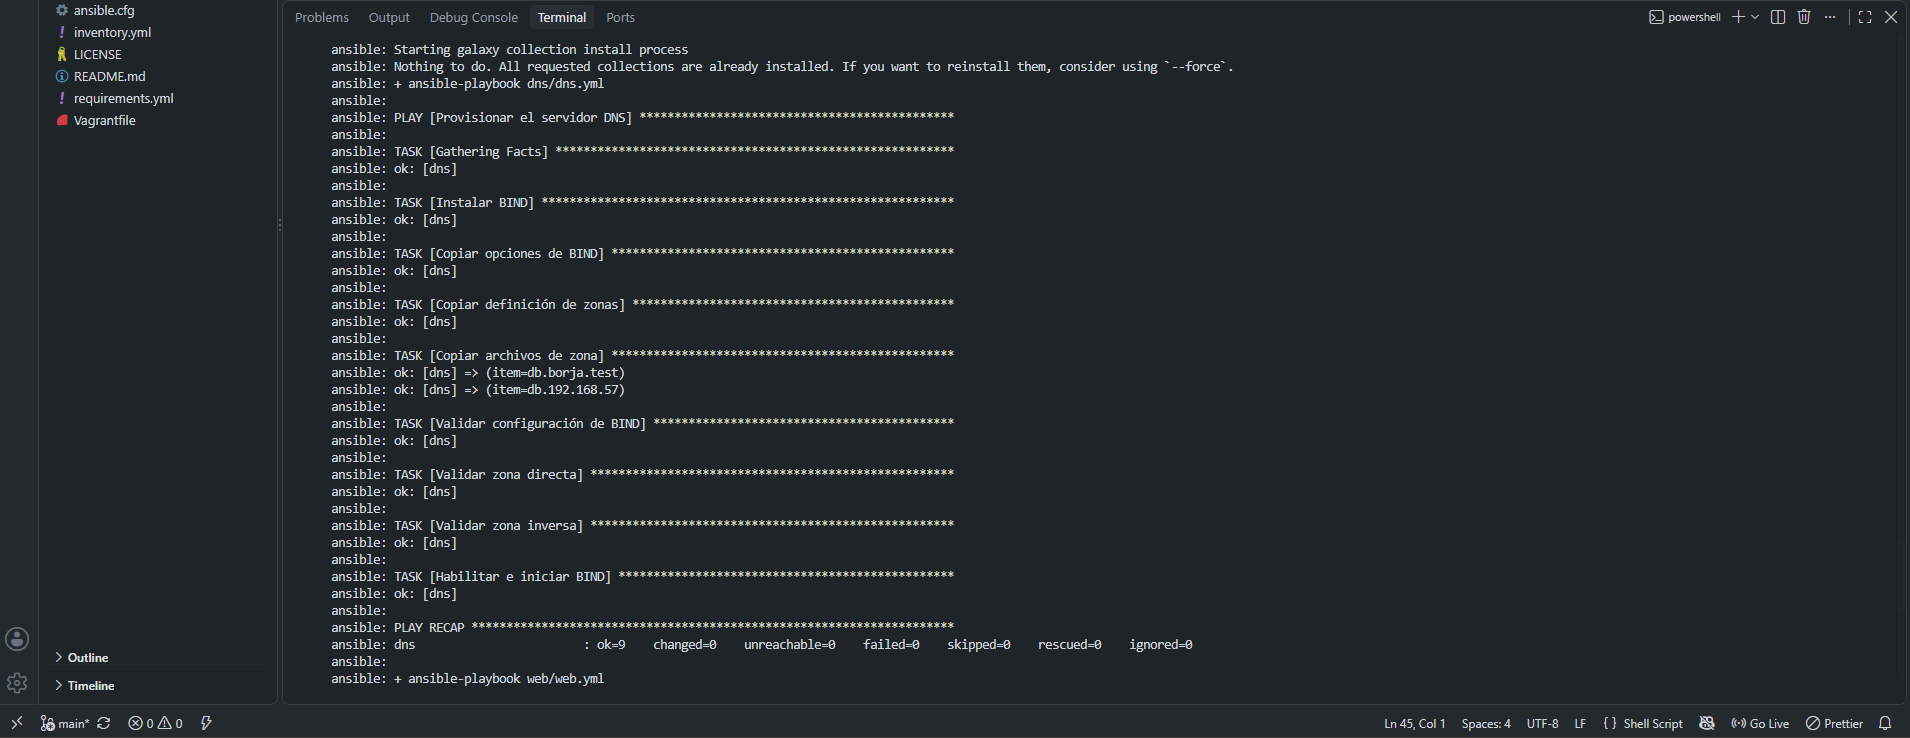 ansible.cfg
inventory.yml
LICENSE
README.md
requirements.yml
Vagrantfile
Outline
Timeline
Problems Output Debug Console Terminal Ports
powershell
ansible: Starting galaxy collection install process
ansible: Nothing to do. All requested collections are already installed. If you want to reinstall them, consider using `--force`.
ansible: + ansible-playbook dns/dns.yml
ansible:
ansible: PLAY [Provisionar el servidor DNS] *********************************************
ansible:
ansible: TASK [Gathering Facts] *********************************************************
ansible: ok: [dns]
ansible:
ansible: TASK [Instalar BIND] ***********************************************************
ansible: ok: [dns]
ansible:
ansible: TASK [Copiar opciones de BIND] *************************************************
ansible: ok: [dns]
ansible:
ansible: TASK [Copiar definición de zonas] **********************************************
ansible: ok: [dns]
ansible:
ansible: TASK [Copiar archivos de zona] *************************************************
ansible: ok: [dns] => (item=db.borja.test)
ansible: ok: [dns] => (item=db.192.168.57)
ansible:
ansible: TASK [Validar configuración de BIND] *******************************************
ansible: ok: [dns]
ansible:
ansible: TASK [Validar zona directa] ****************************************************
ansible: ok: [dns]
ansible:
ansible: TASK [Validar zona inversa] ****************************************************
ansible: ok: [dns]
ansible:
ansible: TASK [Habilitar e iniciar BIND] ************************************************
ansible: ok: [dns]
ansible:
ansible: PLAY RECAP *********************************************************************
ansible: dns                        : ok=9    changed=0    unreachable=0    failed=0    skipped=0    rescued=0    ignored=0
ansible:
ansible: + ansible-playbook web/web.yml
main* 0 0 Ln 45, Col 1 Spaces: 4 UTF-8 LF { } Shell Script Go Live Prettier